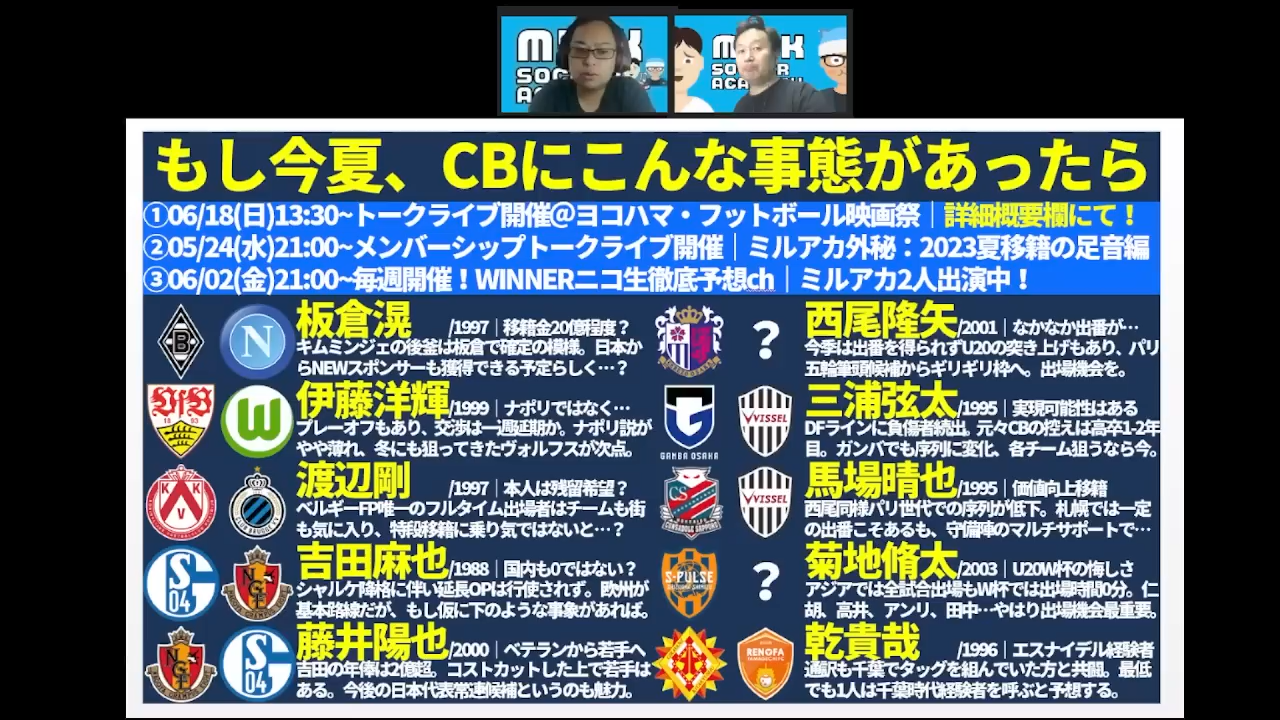 もし今夏、CBにこんな事態があったら
①06/18(日)13:30~トークライブ開催@ヨコハマ・フットボール映画祭｜詳細概要欄にて！
②05/24(水)21:00~メンバーシップトークライブ開催｜ミルアカ外秘：2023夏移籍の足音編
③06/02(金)21:00~毎週開催！WINNERニコ生徹底予想ch｜ミルアカ2人出演中！
板倉滉/1997｜移籍金20億程度？
キムミンジェの後釜は板倉で確定の模様。日本か
らNEWスポンサーも獲得できる予定らしく…？
伊藤洋輝/1999｜ナポリではなく…
プレーオフもあり、交渉は一週延期か。ナポリ説が
やや薄れ、冬にも狙ってきたヴォルフスが次点。
渡辺剛/1997｜本人は残留希望？
ベルギーFP唯一のフルタイム出場者はチームも街
も気に入り、特段移籍に乗り気ではないと…？
吉田麻也/1988｜国内も0ではない？
シャルケ降格に伴い延長OPは行使されず。欧州が
基本路線だが、もし仮に下のような事象があれば。
藤井陽也/2000｜ベテランから若手へ
吉田の年俸は2億超。コストカットした上で若手は
ある。今後の日本代表常連候補というのも魅力。
？
西尾隆矢/2001｜なかなか出番が…
今季は出番を得られずU20の突き上げもあり、パリ
五輪筆頭候補からギリギリ枠へ。出場機会を。
GAMBA OSAKA
VISSEL
三浦弦太/1995｜実現可能性はある
DFラインに負傷者続出。元々CBの控えは高卒1-2年
目。ガンバでも序列に変化、各チーム狙うなら今。
VISSEL
馬場晴也/1995｜価値向上移籍
西尾同様パリ世代での序列が低下。札幌では一定
の出番こそあるも、守備陣のマルチサポートで…
S-PULSE
？
菊地脩太/2003｜U20W杯の悔しさ
アジアでは全試合出場もW杯では出場時間0分。仁
胡、高井、アンリ、田中…やはり出場機会最重要。
RENOFA
乾貴哉/1996｜エスナイデル経験者
通訳も千葉でタッグを組んでいた方と共闘。最低
でも1人は千葉時代経験者を呼ぶと予想する。